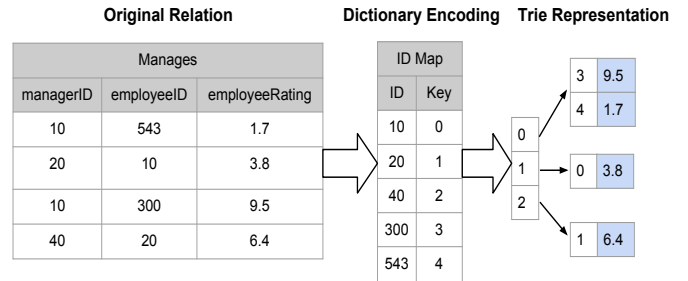 Original Relation
Dictionary Encoding
Trie Representation
Manages
managerID employeeID employeeRating
10 543 1.7
20 10 3.8
10 300 9.5
40 20 6.4
ID Map
ID Key
10 0
20 1
40 2
300 3
543 4
0
1
2
3 9.5
4 1.7
0 3.8
1 6.4